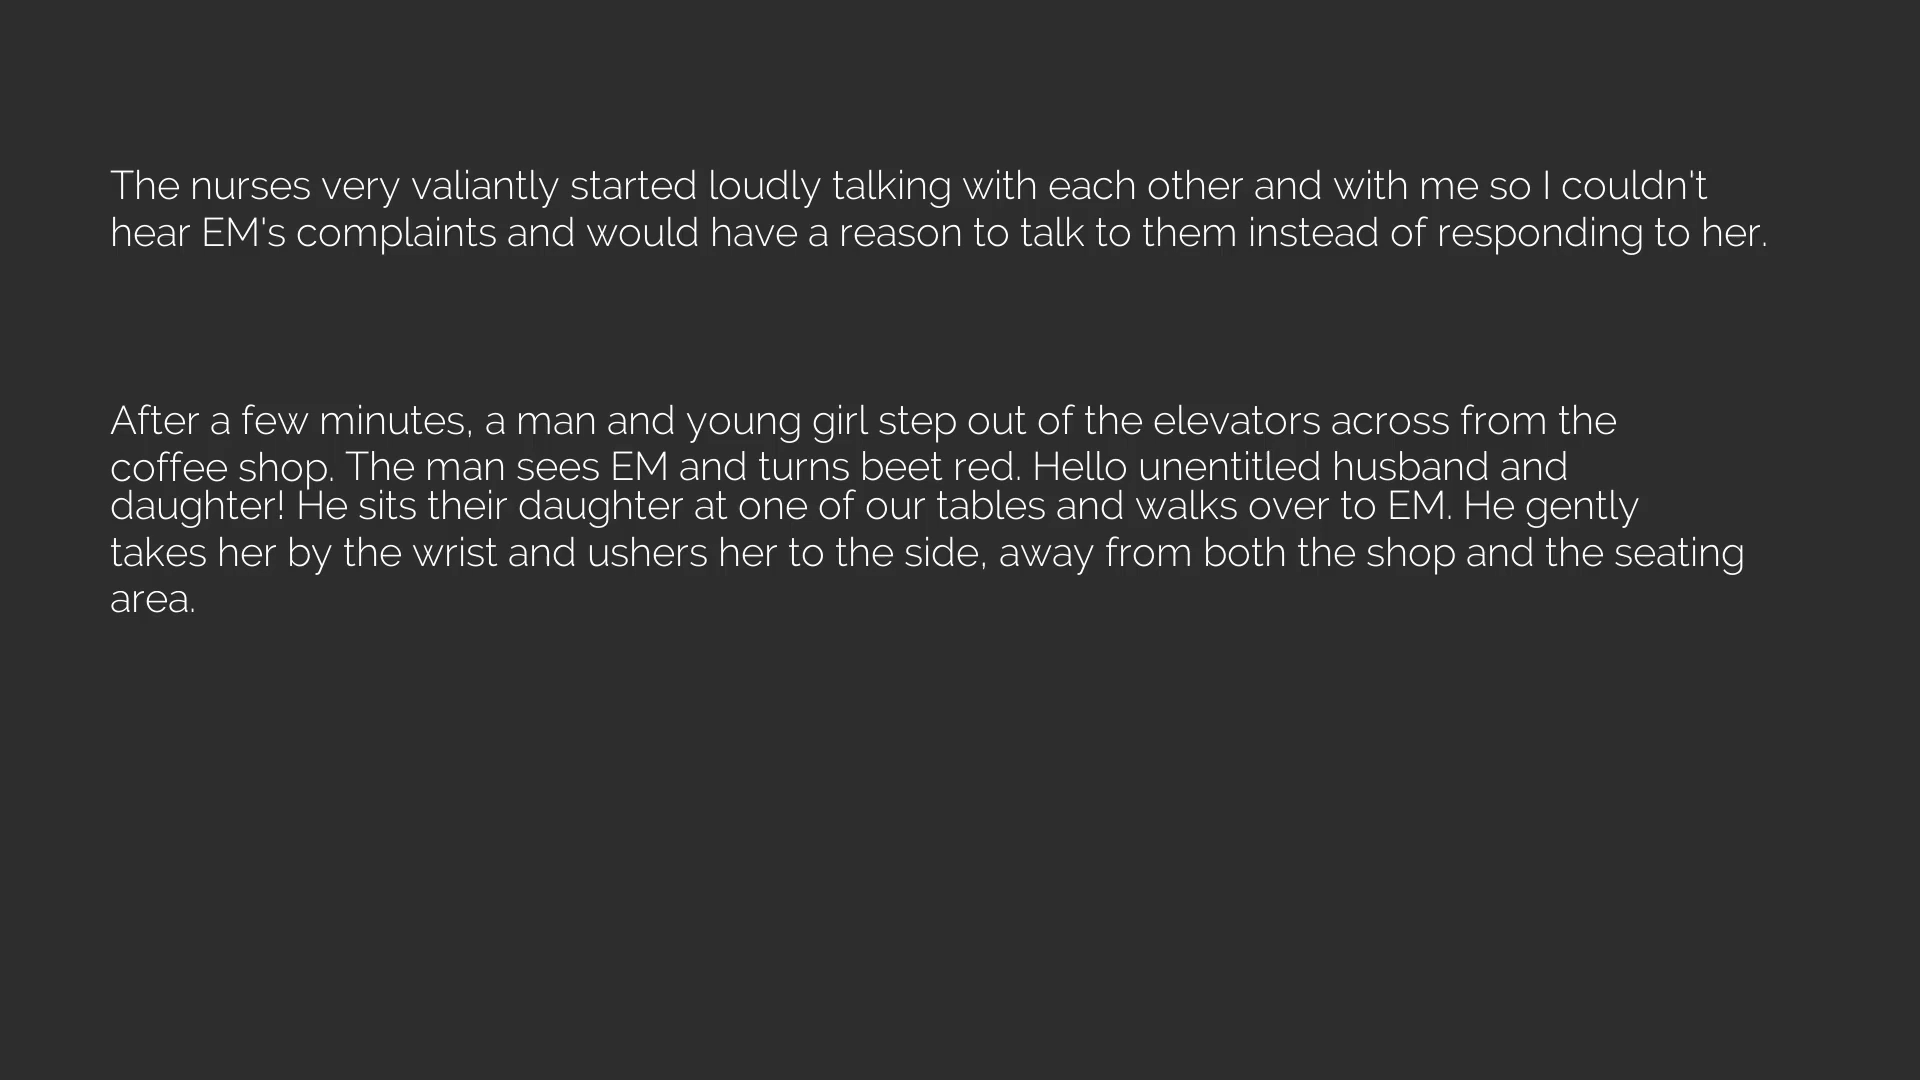 The nurses very valiantly started loudly talking with each other and with me so I couldn't
hear EM's complaints and would have a reason to talk to them instead of responding to her.
After a few minutes, a man and young girl step out of the elevators across from the
coffee shop. The man sees EM and turns beet red. Hello unentitled husband and
daughter! He sits their daughter at one of our tables and walks over to EM. He gently
takes her by the wrist and ushers her to the side, away from both the shop and the seating
area.